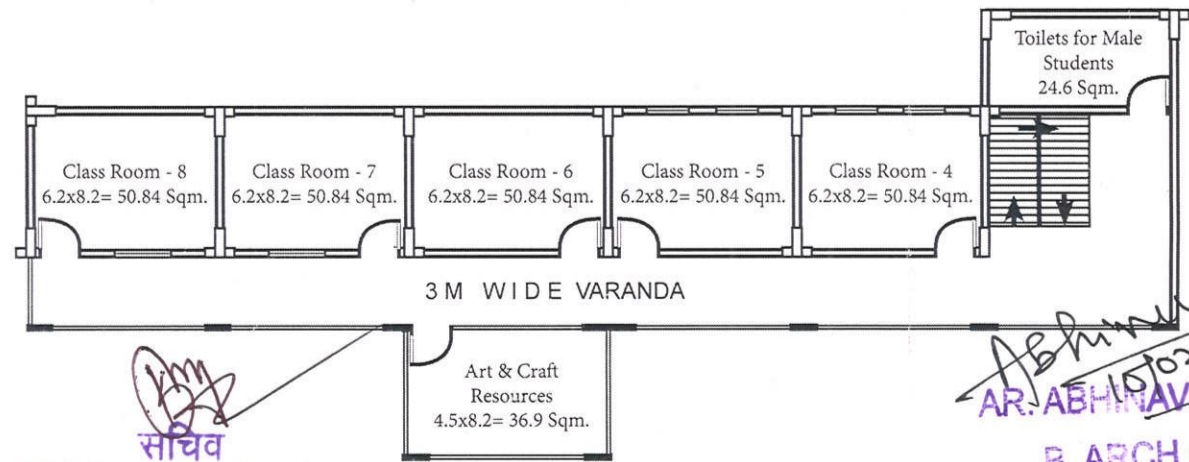 Toilets for Male
Students
24.6 Sqm.
Class Room - 8
6.2x8.2= 50.84 Sqm.
Class Room - 7
6.2x8.2= 50.84 Sqm.
Class Room - 6
6.2x8.2= 50.84 Sqm.
Class Room - 5
6.2x8.2= 50.84 Sqm.
Class Room - 4
6.2x8.2= 50.84 Sqm.
3 M WIDE VARANDA
Art & Craft
Resources
4.5x8.2= 36.9 Sqm.
सचिव
AR. ABHINAV
B. ARCH